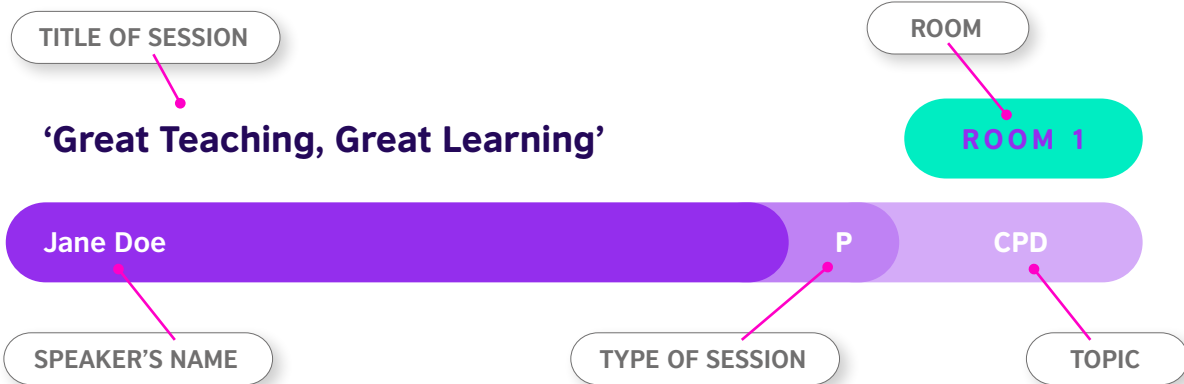 TITLE OF SESSION
ROOM
‘Great Teaching, Great Learning’
ROOM 1
Jane Doe
P
CPD
SPEAKER’S NAME
TYPE OF SESSION
TOPIC